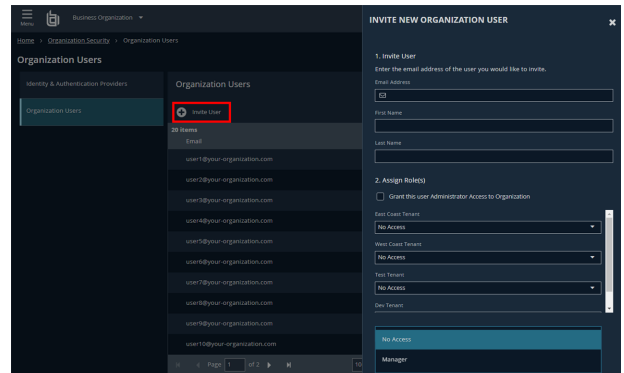 Menu
Business Organization
Home > Organization Security > Organization Users
Organization Users
Identity & Authentication Providers
Organization Users
Organization Users
Invite User
20 items
Email
user1@your-organization.com
user2@your-organization.com
user3@your-organization.com
user4@your-organization.com
user5@your-organization.com
user6@your-organization.com
user7@your-organization.com
user8@your-organization.com
user9@your-organization.com
user10@your-organization.com
Page 1 of 2
10
INVITE NEW ORGANIZATION USER
1. Invite User
Enter the email address of the user you would like to invite.
Email Address
First Name
Last Name
2. Assign Role(s)
Grant this user Administrator Access to Organization
East Coast Tenant
No Access
West Coast Tenant
No Access
Test Tenant
No Access
Dev Tenant
No Access
Manager